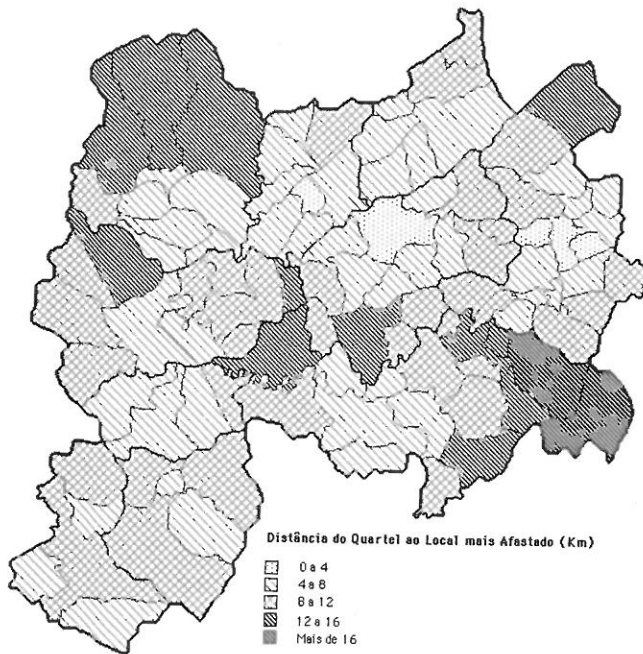 Distância do Quartel ao Local mais Afastado (Km)
0 a 4
4 a 8
8 a 12
12 a 16
Mais de 16